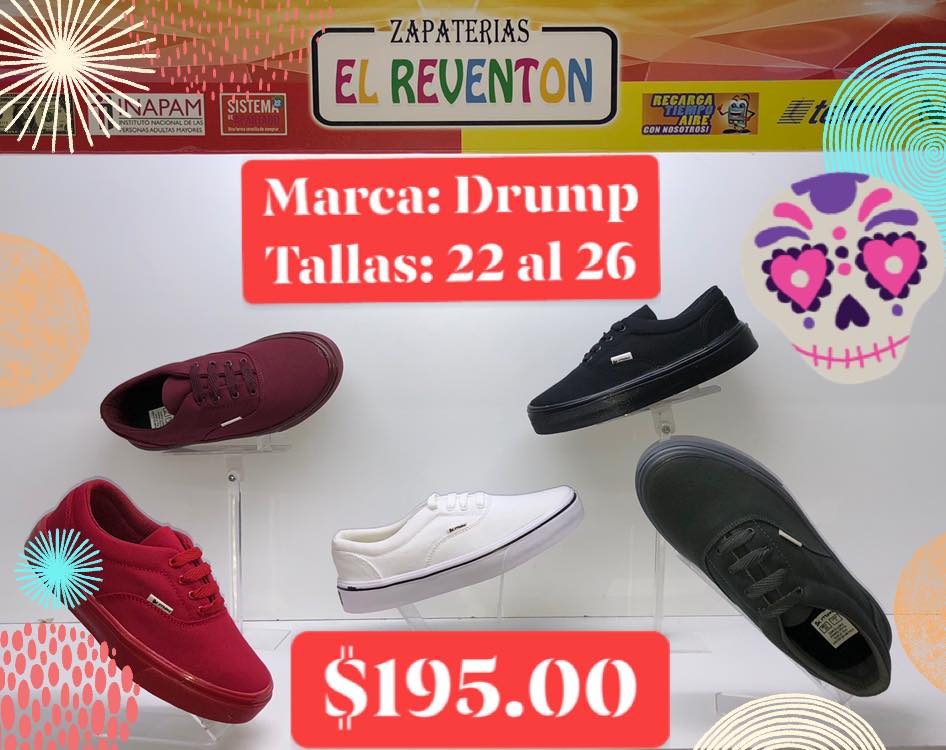 ZAPATERIAS
EL REVENTON
INAPAM
INSTITUTO NACIONAL DE LAS
PERSONAS ADULTAS MAYORES
SISTEMA
DE
RECARGA
TIEMPO
AIRE
CON NOSOTROS!
Marca: Drump
Tallas: 22 al 26
$195.00